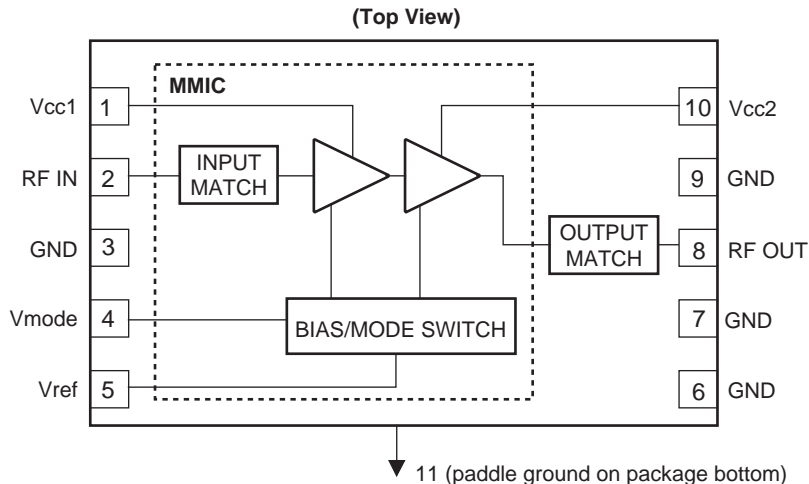 (Top View)
MMIC
Vcc1
1
10
Vcc2
RF IN
2
INPUT
MATCH
9
GND
GND
3
OUTPUT
MATCH
8
RF OUT
Vmode
4
BIAS/MODE SWITCH
7
GND
Vref
5
6
GND
11 (paddle ground on package bottom)